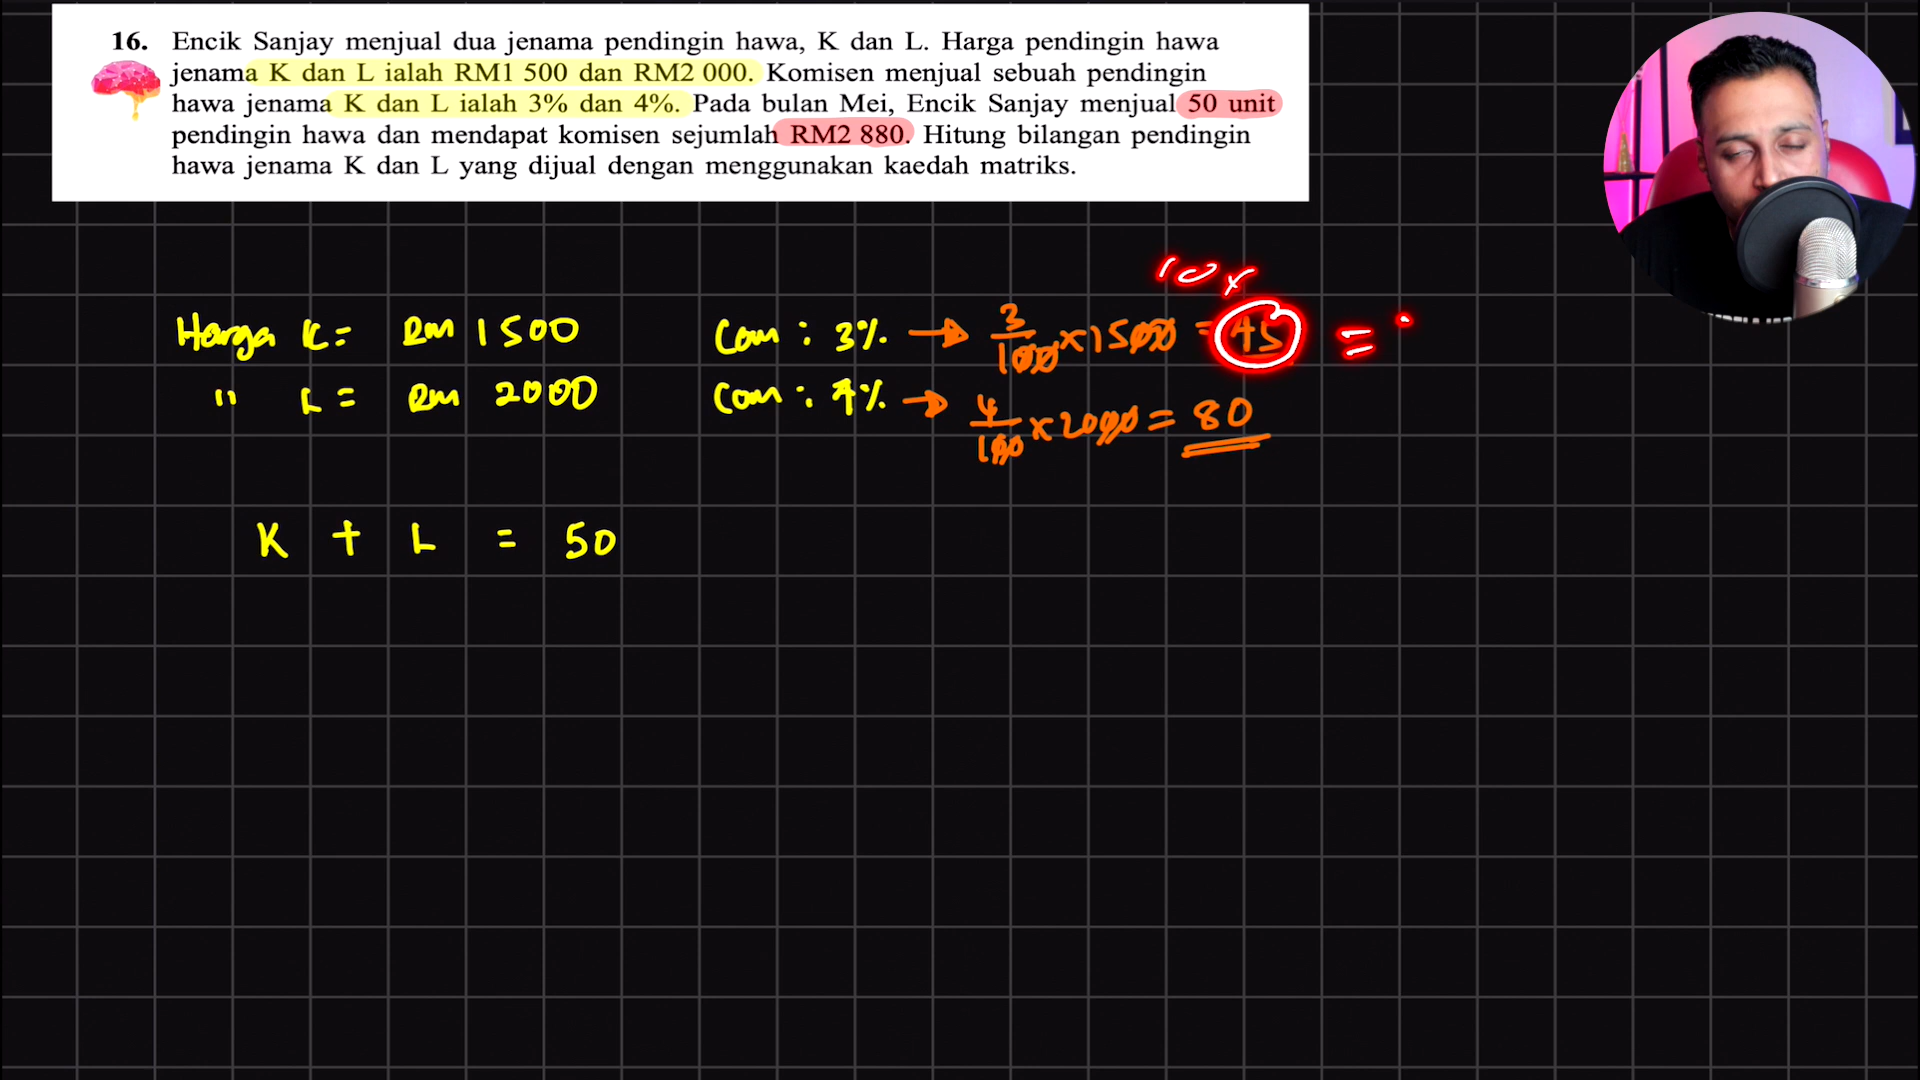 16. Encik Sanjay menjual dua jenama pendingin hawa, K dan L. Harga pendingin hawa
jenama K dan L ialah RM1 500 dan RM2 000. Komisen menjual sebuah pendingin
hawa jenama K dan L ialah 3% dan 4%. Pada bulan Mei, Encik Sanjay menjual 50 unit
pendingin hawa dan mendapat komisen sejumlah RM2 880. Hitung bilangan pendingin
hawa jenama K dan L yang dijual dengan menggunakan kaedah matriks.
10 x
Harga K = RM 1500 Com : 3% → 3/100 × 1500 = 45 =
" L = RM 2000 Com : 4% → 4/100 × 2000 = 80
K + L = 50